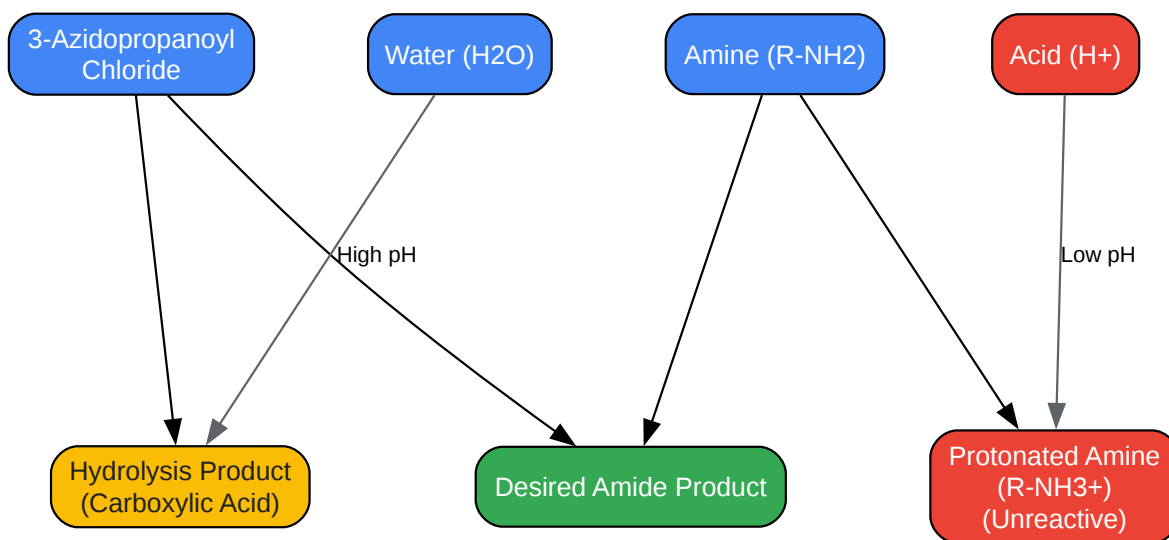 3-Azidopropanoyl
Chloride
Water (H2O)
Amine (R-NH2)
Acid (H+)
High pH
Low pH
Hydrolysis Product
(Carboxylic Acid)
Desired Amide Product
Protonated Amine
(R-NH3+)
(Unreactive)